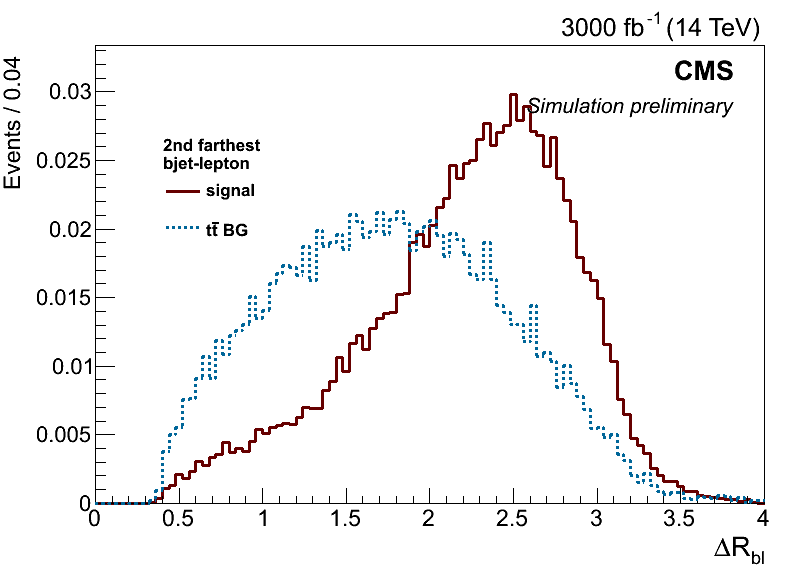 3000 fb⁻¹ (14 TeV)
CMS
Simulation preliminary
Events / 0.04
0.03
0.025
0.02
0.015
0.01
0.005
0
2nd farthest
bjet-lepton
signal
tt̄ BG
0 0.5 1 1.5 2 2.5 3 3.5 4
ΔR_bl